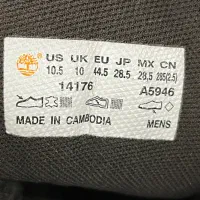 US UK EU JP MX CN
10.5 10 44.5 28.5 28.5 285(2.5)
14176 A5946
MADE IN CAMBODIA MENS